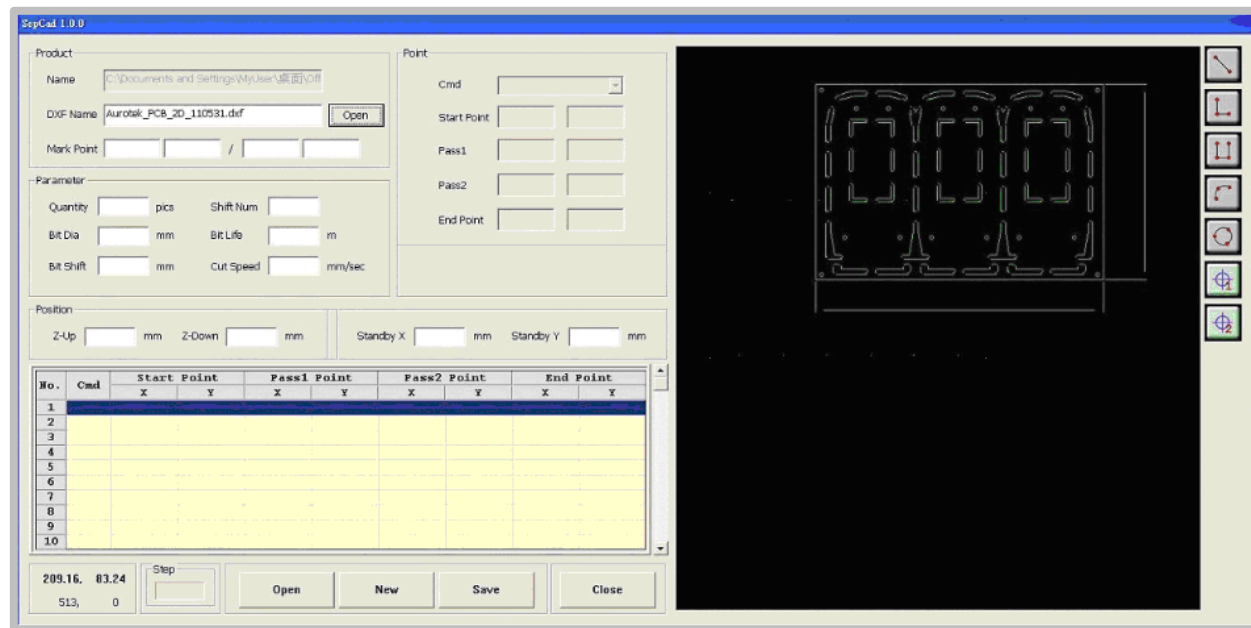 SepCad 1.0.0
Product
Name C:\Documents and Settings\MyUser\桌面\Off
DXF Name Aurotek_PCB_2D_110531.dxf Open
Mark Point /
Point
Cmd
Start Point
Pass1
Pass2
End Point
Parameter
Quantity pics Shift Num
Bit Dia mm Bit Life m
Bit Shift mm Cut Speed mm/sec
Position
Z-Up mm Z-Down mm Standby X mm Standby Y mm
No. Cmd Start Point Pass1 Point Pass2 Point End Point
X Y X Y X Y X Y
1
2
3
4
5
6
7
8
9
10
209.16, 83.24
513, 0
Step
Open New Save Close
1
2